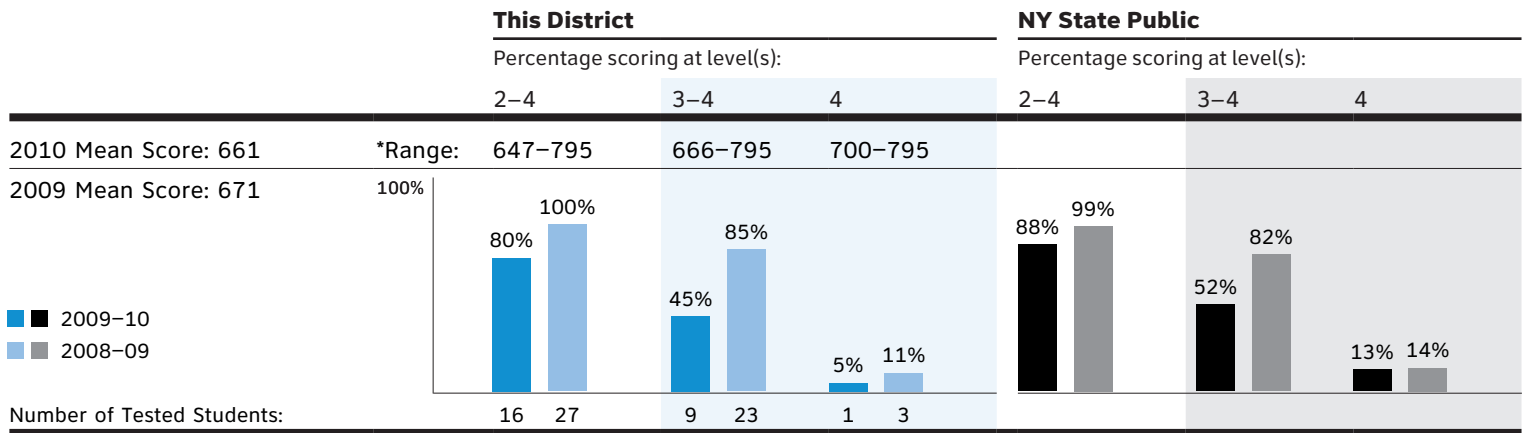 This District NY State Public
Percentage scoring at level(s): Percentage scoring at level(s):
2–4 3–4 4 2–4 3–4 4
2010 Mean Score: 661 *Range: 647–795 666–795 700–795
2009 Mean Score: 671 100%
100% 99%
80% 85% 88% 82%
45% 52%
5% 11% 13% 14%
2009–10
2008–09
Number of Tested Students: 16 27 9 23 1 3